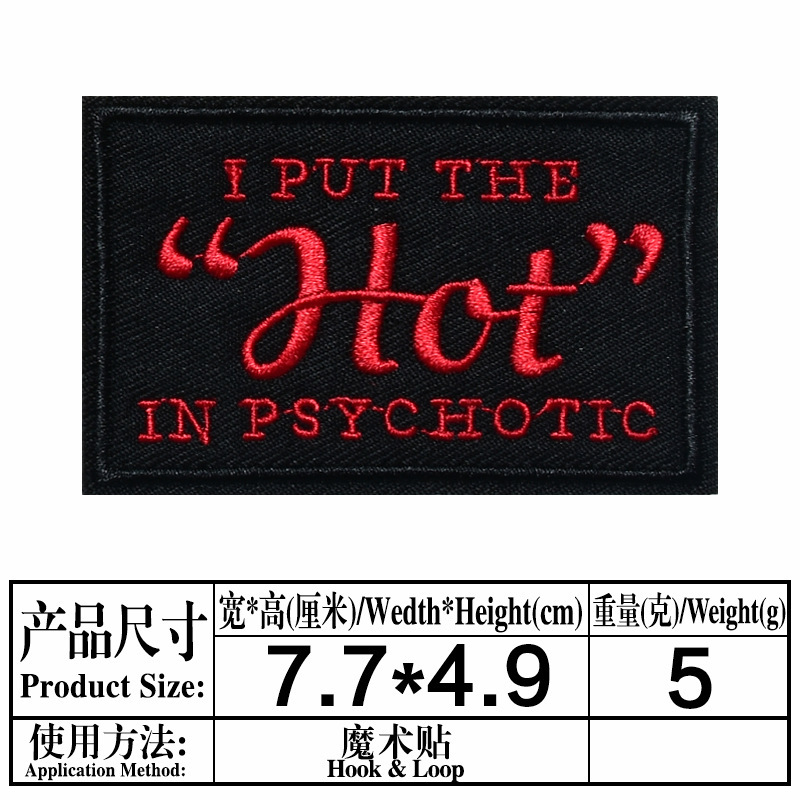 I PUT THE
“Hot”
IN PSYCHOTIC
产品尺寸
Product Size:
宽*高(厘米)/Wedth*Height(cm)
重量(克)/Weight(g)
7.7*4.9
5
使用方法:
Application Method:
魔术贴
Hook & Loop